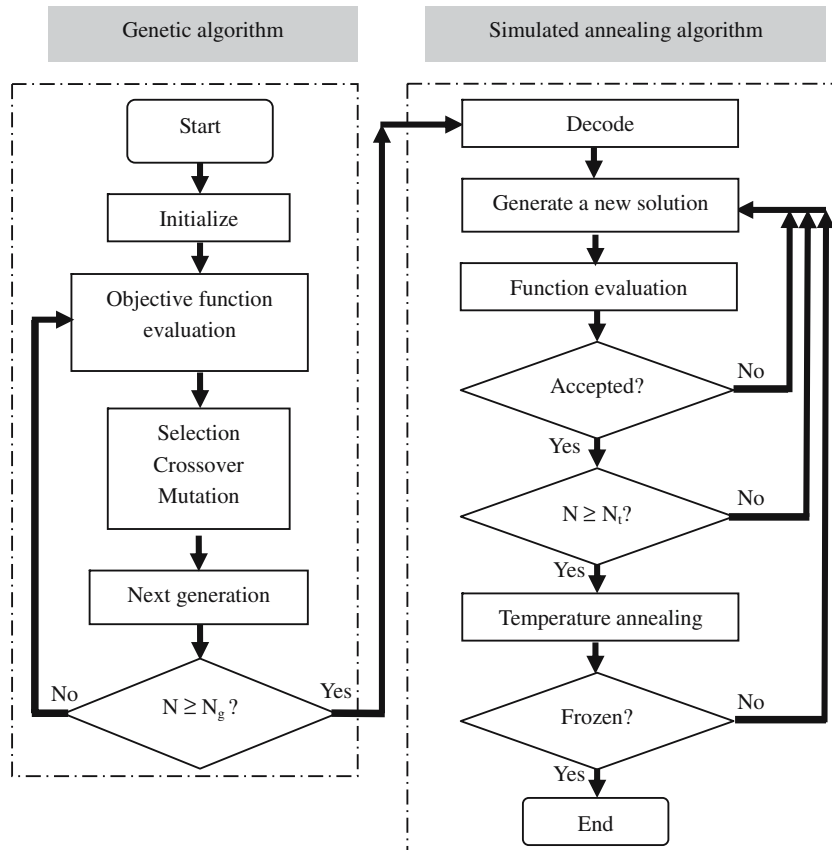 Genetic algorithm
Start
Initialize
Objective function
evaluation
Selection
Crossover
Mutation
Next generation
No
N ≥ Ng ?
Yes
Simulated annealing algorithm
Decode
Generate a new solution
Function evaluation
Accepted?
No
Yes
N ≥ Nt?
No
Yes
Temperature annealing
Frozen?
No
Yes
End